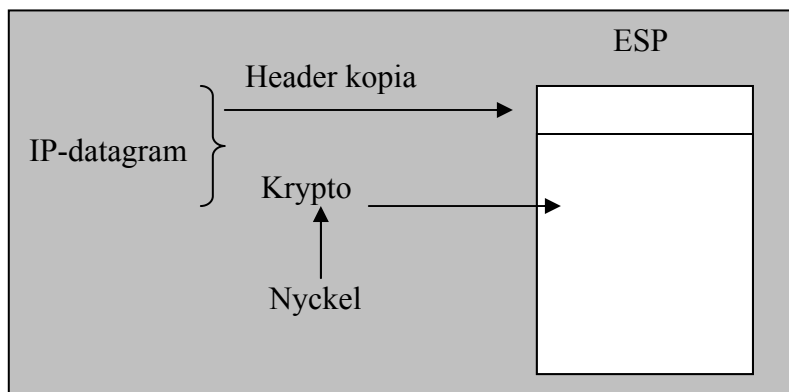 ESP
Header kopia
IP-datagram
Krypto
Nyckel